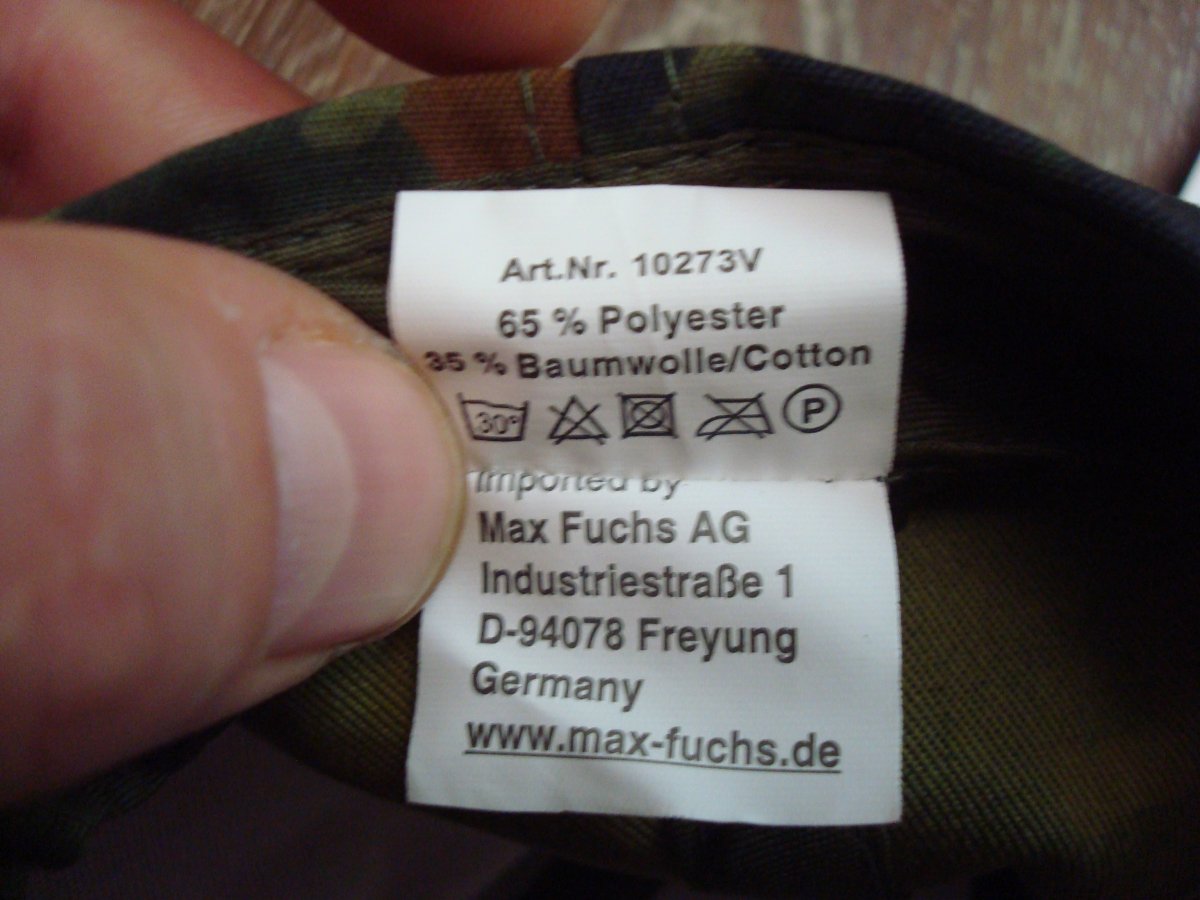 Art.Nr. 10273V
65 % Polyester
35 % Baumwolle/Cotton
30° P
Imported by
Max Fuchs AG
Industriestraße 1
D-94078 Freyung
Germany
www.max-fuchs.de